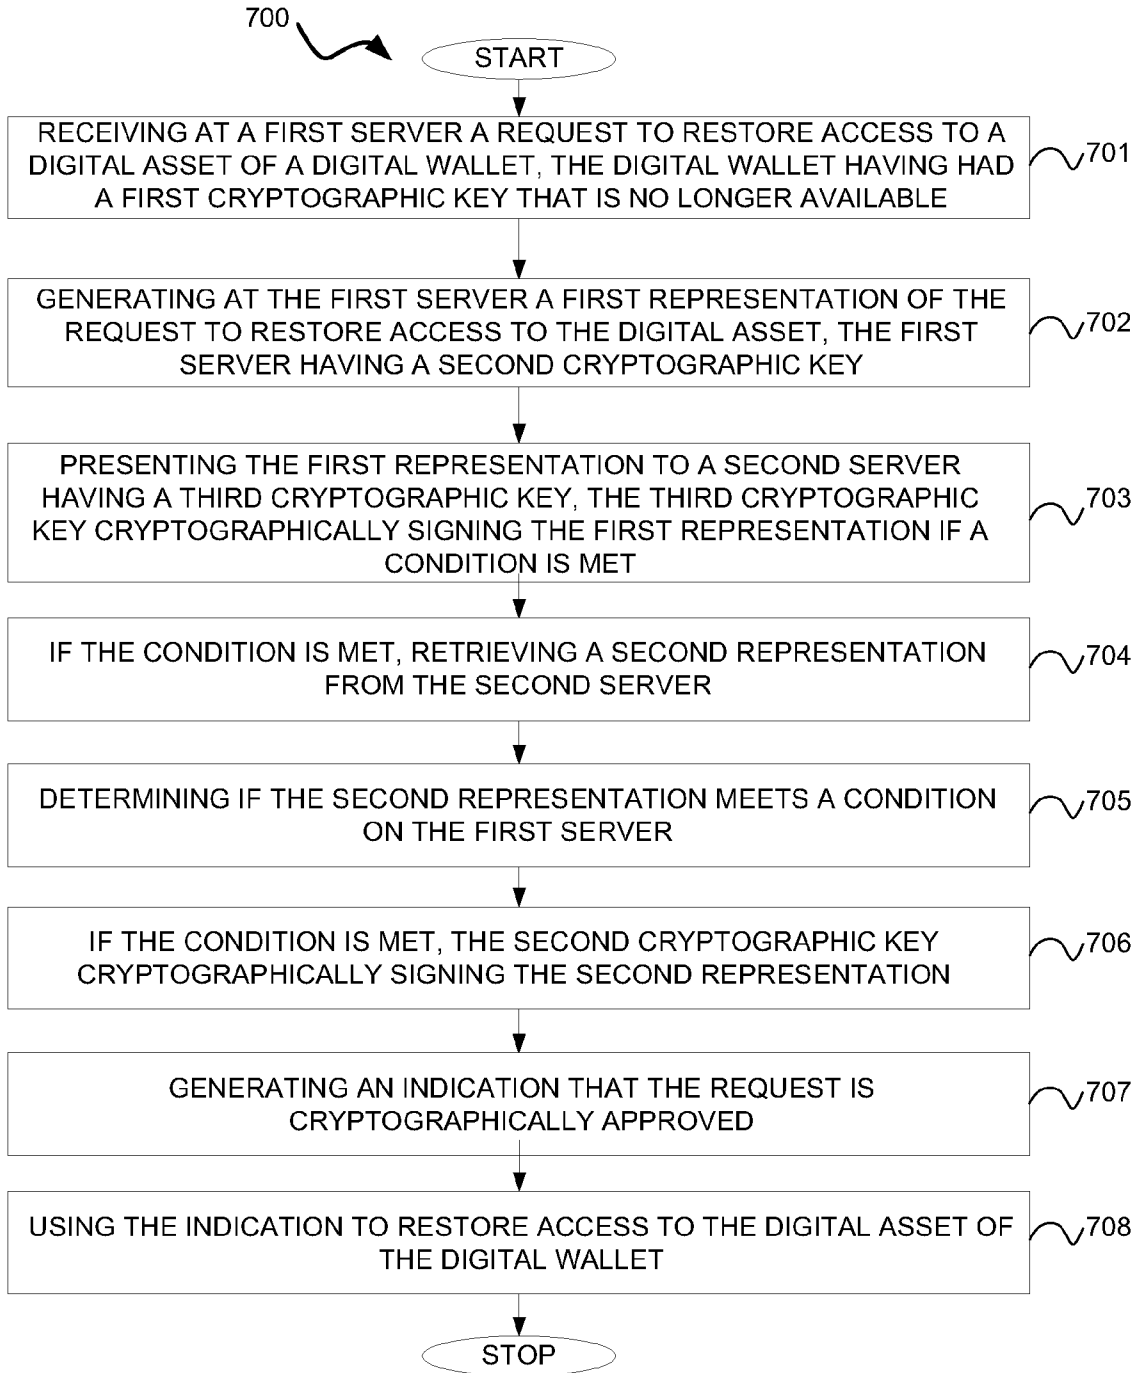 700
START
RECEIVING AT A FIRST SERVER A REQUEST TO RESTORE ACCESS TO A
DIGITAL ASSET OF A DIGITAL WALLET, THE DIGITAL WALLET HAVING HAD
A FIRST CRYPTOGRAPHIC KEY THAT IS NO LONGER AVAILABLE
701
GENERATING AT THE FIRST SERVER A FIRST REPRESENTATION OF THE
REQUEST TO RESTORE ACCESS TO THE DIGITAL ASSET, THE FIRST
SERVER HAVING A SECOND CRYPTOGRAPHIC KEY
702
PRESENTING THE FIRST REPRESENTATION TO A SECOND SERVER
HAVING A THIRD CRYPTOGRAPHIC KEY, THE THIRD CRYPTOGRAPHIC
KEY CRYPTOGRAPHICALLY SIGNING THE FIRST REPRESENTATION IF A
CONDITION IS MET
703
IF THE CONDITION IS MET, RETRIEVING A SECOND REPRESENTATION
FROM THE SECOND SERVER
704
DETERMINING IF THE SECOND REPRESENTATION MEETS A CONDITION
ON THE FIRST SERVER
705
IF THE CONDITION IS MET, THE SECOND CRYPTOGRAPHIC KEY
CRYPTOGRAPHICALLY SIGNING THE SECOND REPRESENTATION
706
GENERATING AN INDICATION THAT THE REQUEST IS
CRYPTOGRAPHICALLY APPROVED
707
USING THE INDICATION TO RESTORE ACCESS TO THE DIGITAL ASSET OF
THE DIGITAL WALLET
708
STOP